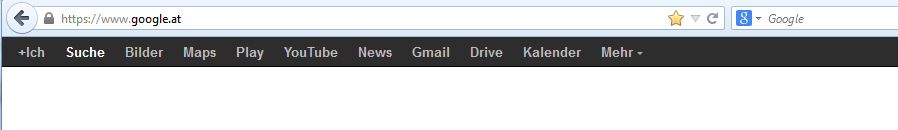 https://www.google.at Google
+Ich Suche Bilder Maps Play YouTube News Gmail Drive Kalender Mehr